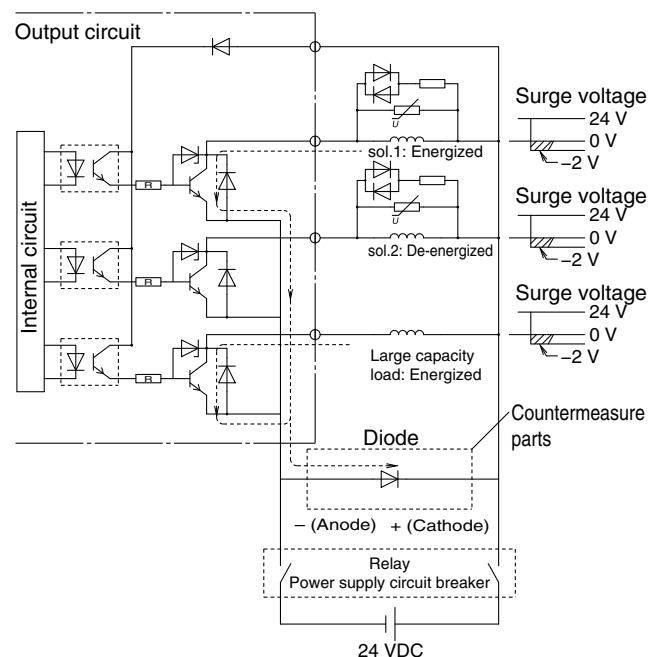 Output circuit
Internal circuit
Surge voltage
24 V
0 V
−2 V
U
sol.1: Energized
R
Surge voltage
24 V
0 V
−2 V
U
sol.2: De-energized
R
Surge voltage
24 V
0 V
−2 V
Large capacity
load: Energized
R
Countermeasure
parts
Diode
− (Anode) + (Cathode)
Relay
Power supply circuit breaker
24 VDC